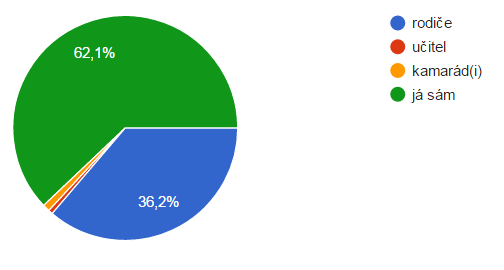 62,1%
36,2%
rodiče
učitel
kamarád(i)
já sám